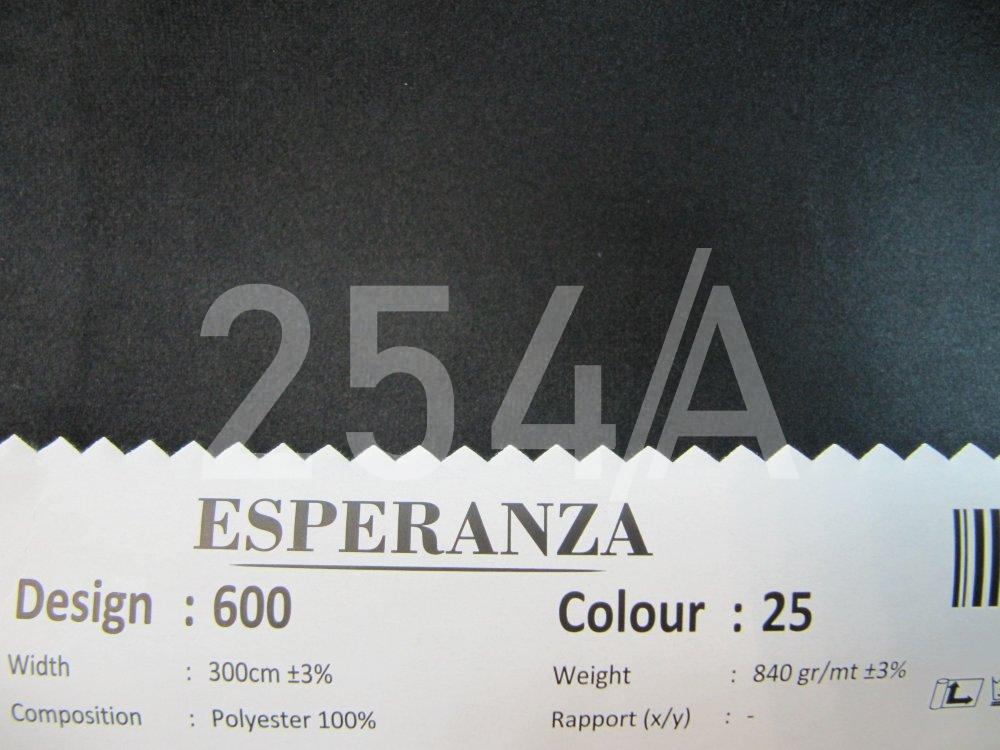 254/A
ESPERANZA
Design : 600 Colour : 25
Width : 300cm ±3% Weight : 840 gr/mt ±3%
Composition : Polyester 100% Rapport (x/y) : -